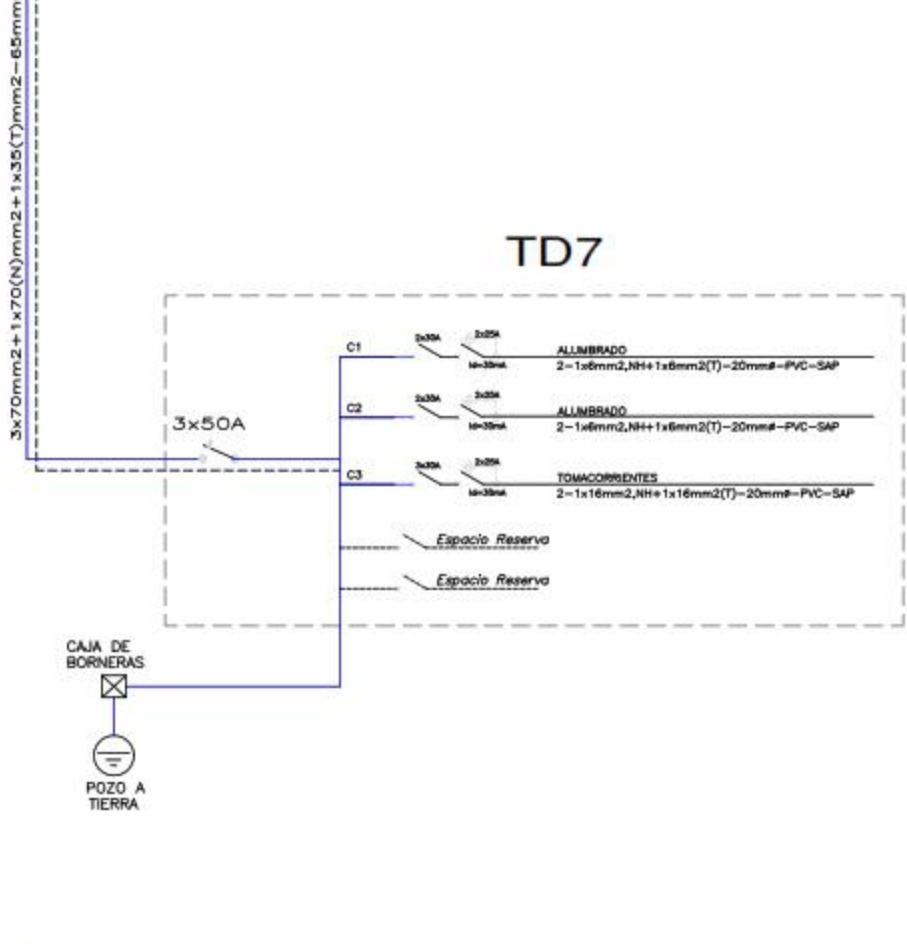 3x70mm2+1x70(N)mm2+1x35(T)mm2-65mm
TD7
3x50A
C1
2x30A
2x25A
Id=30mA
ALUMBRADO
2-1x6mm2,NH+1x6mm2(T)-20mmø-PVC-SAP
C2
2x30A
2x25A
Id=30mA
ALUMBRADO
2-1x6mm2,NH+1x6mm2(T)-20mmø-PVC-SAP
C3
2x25A
Id=30mA
TOMACORRIENTES
2-1x16mm2,NH+1x16mm2(T)-20mmø-PVC-SAP
Espacio Reserva
Espacio Reserva
CAJA DE
BORNERAS
POZO A
TIERRA